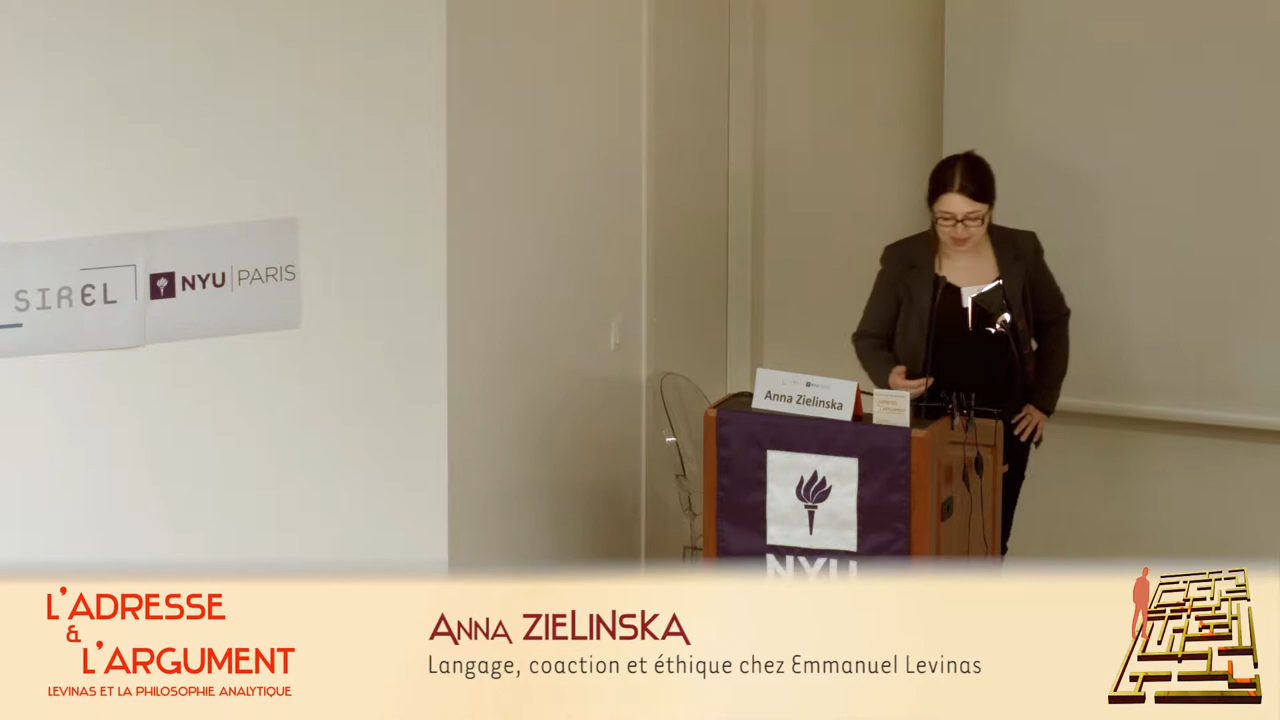 SIREL
NYU PARIS
Anna Zielinska
NYU
L'ADRESSE
&
L'ARGUMENT
LEVINAS ET LA PHILOSOPHIE ANALYTIQUE
ANNA ZIELINSKA
Langage, coaction et éthique chez Emmanuel Levinas